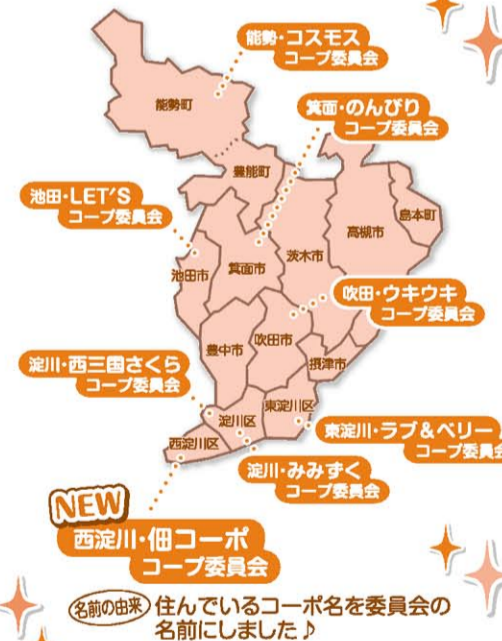 能勢・コスモス
コープ委員会
能勢町
箕面・のんびり
コープ委員会
豊能町
池田・LET'S
コープ委員会
島本町
高槻市
茨木市
箕面市
池田市
吹田・ウキウキ
コープ委員会
吹田市
豊中市
摂津市
淀川・西三国さくら
コープ委員会
東淀川区
淀川区
西淀川区
東淀川・ラブ&ベリー
コープ委員会
淀川・みみずく
コープ委員会
NEW
西淀川・佃コーポ
コープ委員会
名前の由来 住んでいるコーポ名を委員会の
名前にしました♪